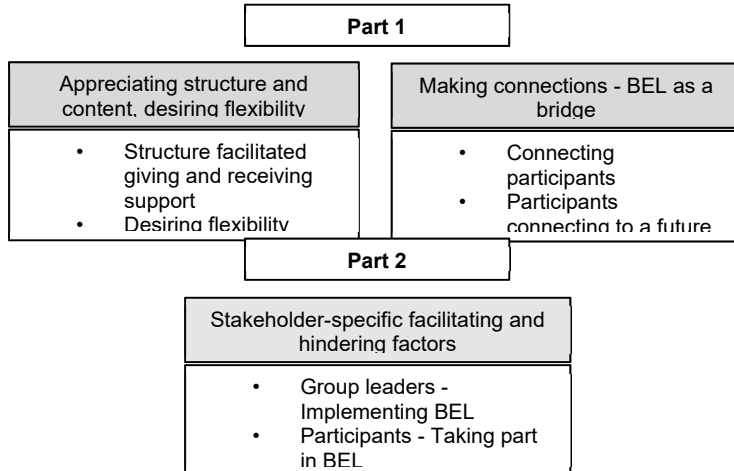 Part 1
Appreciating structure and
content, desiring flexibility
• Structure facilitated
giving and receiving
support
• Desiring flexibility
Making connections - BEL as a
bridge
• Connecting
participants
• Participants
connecting to a future
Part 2
Stakeholder-specific facilitating and
hindering factors
• Group leaders -
Implementing BEL
• Participants - Taking part
in BEL